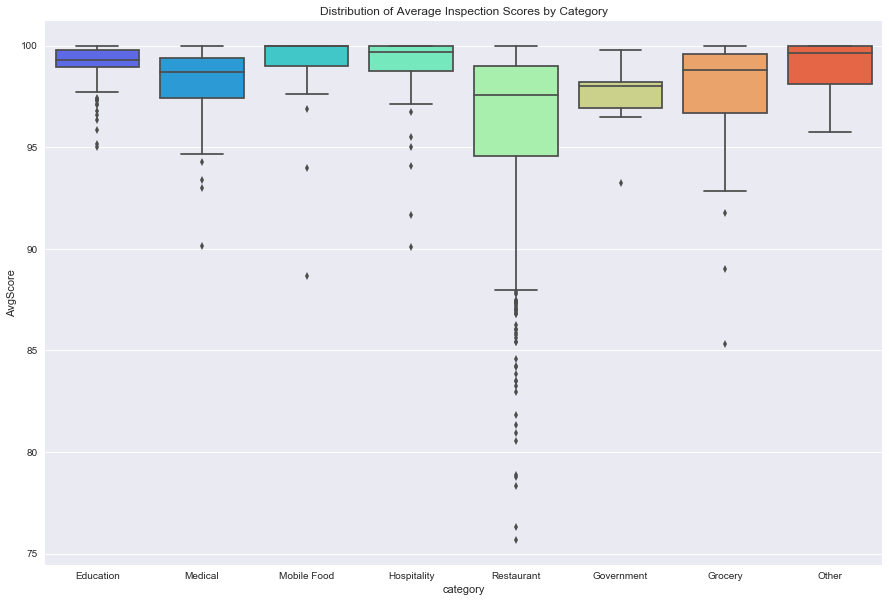 Distribution of Average Inspection Scores by Category
100
95
90
85
80
75
AvgScore
Education Medical Mobile Food Hospitality Restaurant Government Grocery Other
category